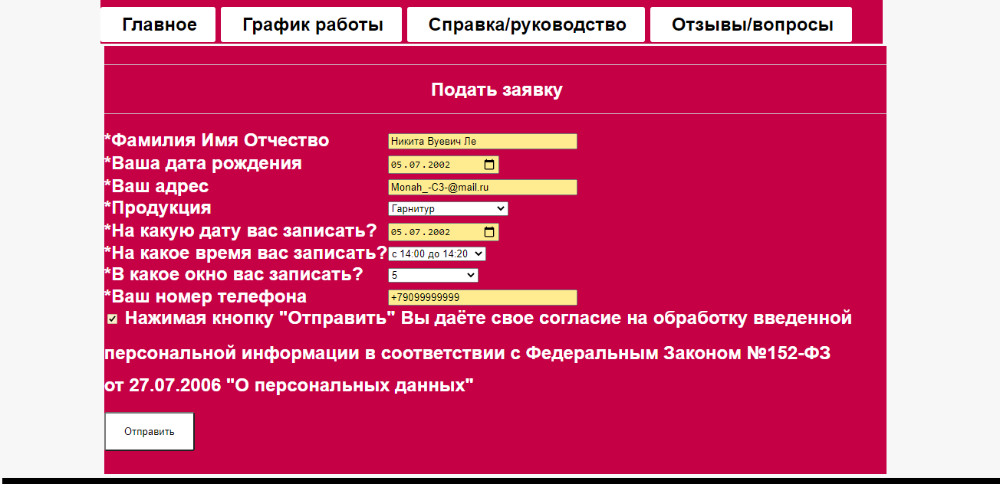 Главное График работы Справка/руководство Отзывы/вопросы
Подать заявку
*Фамилия Имя Отчество Никита Вуевич Ле
*Ваша дата рождения 05.07.2002
*Ваш адрес Monah_-C3-@mail.ru
*Продукция Гарнитур
*На какую дату вас записать? 05.07.2002
*На какое время вас записать? с 14:00 до 14:20
*В какое окно вас записать? 5
*Ваш номер телефона +79099999999
Нажимая кнопку "Отправить" Вы даёте свое согласие на обработку введенной
персональной информации в соответствии с Федеральным Законом №152-ФЗ
от 27.07.2006 "О персональных данных"
Отправить